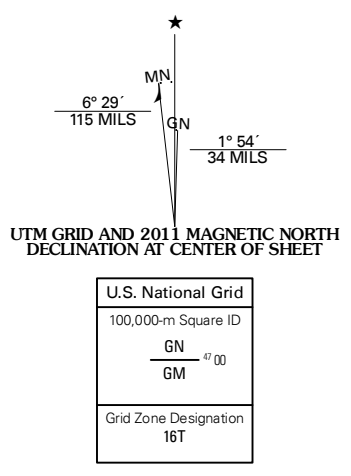 ★
M.N.
6° 29´
115 MILS
GN
1° 54´
34 MILS
UTM GRID AND 2011 MAGNETIC NORTH
DECLINATION AT CENTER OF SHEET
U.S. National Grid
100,000-m Square ID
GN
47 00
GM
Grid Zone Designation
16T